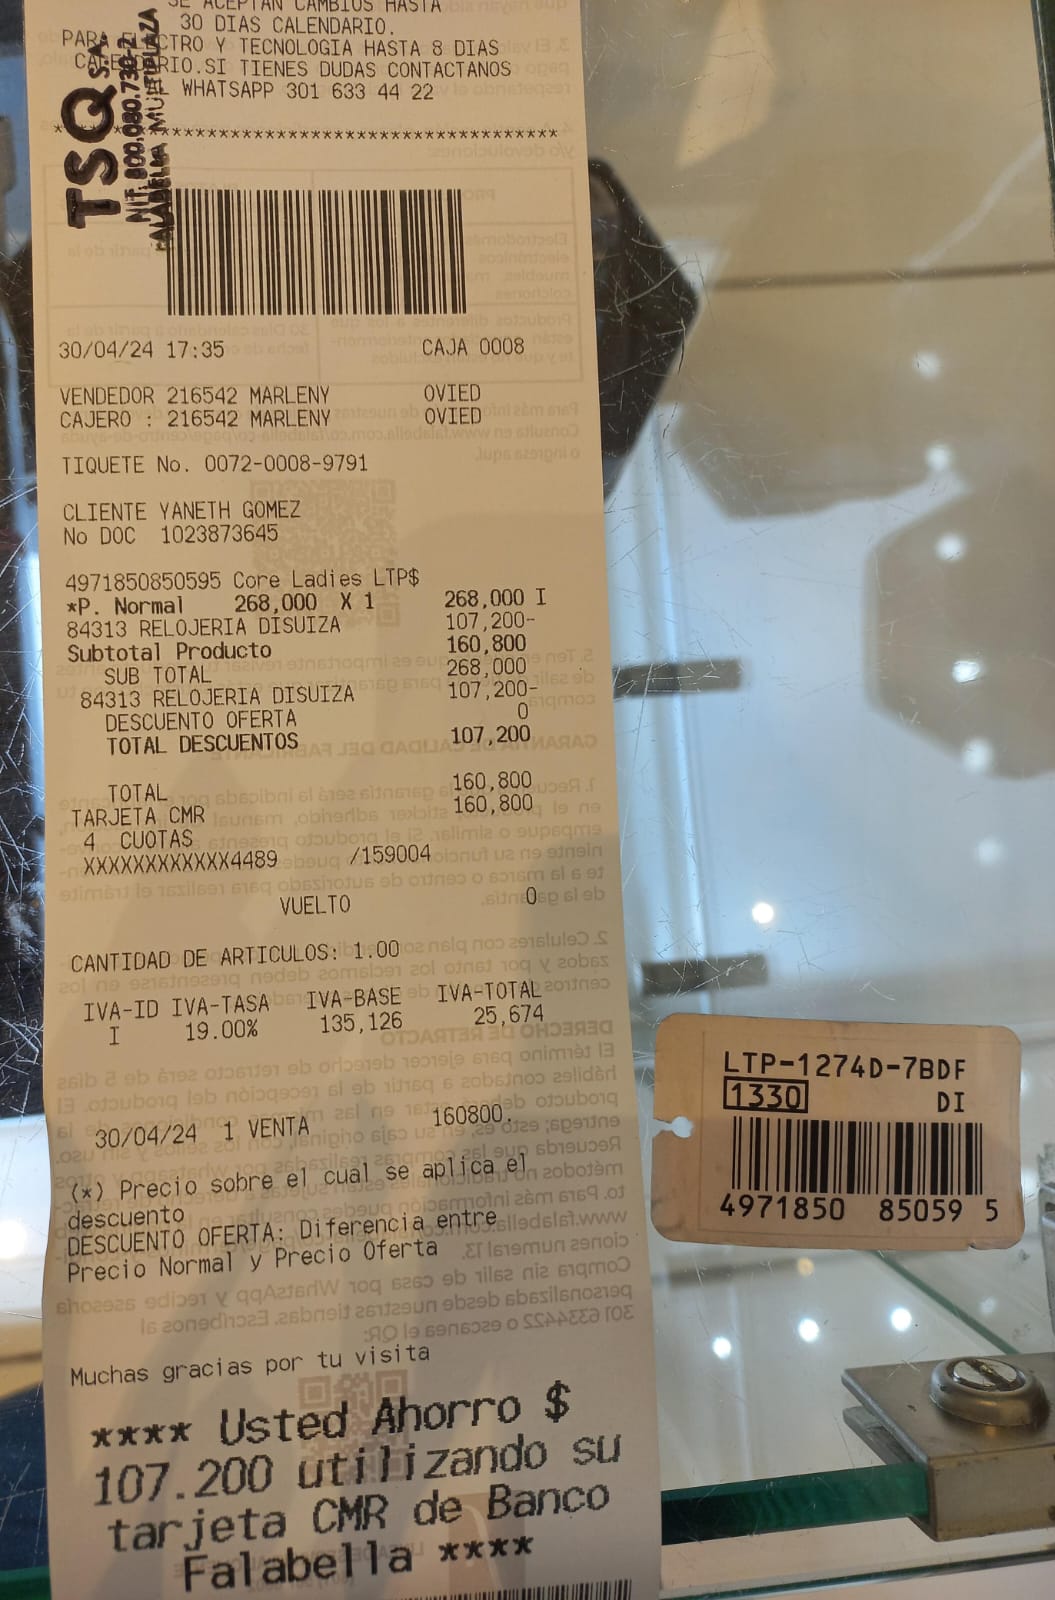 SE ACEPTAN CAMBIOS HASTA
30 DIAS CALENDARIO.
PARA ELECTRO Y TECNOLOGIA HASTA 8 DIAS
CALENDARIO.SI TIENES DUDAS CONTACTANOS
AL WHATSAPP 301 633 44 22
TSQ S.A.
NIT. 800.080.730-2
FALABELLA MULTIPLAZA
30/04/24 17:35 CAJA 0008
VENDEDOR 216542 MARLENY OVIED
CAJERO : 216542 MARLENY OVIED
TIQUETE No. 0072-0008-9791
CLIENTE YANETH GOMEZ
No DOC 1023873645
4971850850595 Core Ladies LTP$
*P. Normal 268,000 X 1 268,000 I
84313 RELOJERIA DISUIZA 107,200-
Subtotal Producto 160,800
SUB TOTAL 268,000
84313 RELOJERIA DISUIZA 107,200-
DESCUENTO OFERTA 0
TOTAL DESCUENTOS 107,200
TOTAL 160,800
TARJETA CMR 160,800
4 CUOTAS
XXXXXXXXXXXX4489 /159004
VUELTO 0
CANTIDAD DE ARTICULOS: 1.00
IVA-ID IVA-TASA IVA-BASE IVA-TOTAL
I 19.00% 135,126 25,674
30/04/24 1 VENTA 160800.
(*) Precio sobre el cual se aplica el
descuento
DESCUENTO OFERTA: Diferencia entre
Precio Normal y Precio Oferta
Muchas gracias por tu visita
**** Usted Ahorro $
107.200 utilizando su
tarjeta CMR de Banco
Falabella ****
LTP-1274D-7BDF
1330 DI
4971850 85059 5